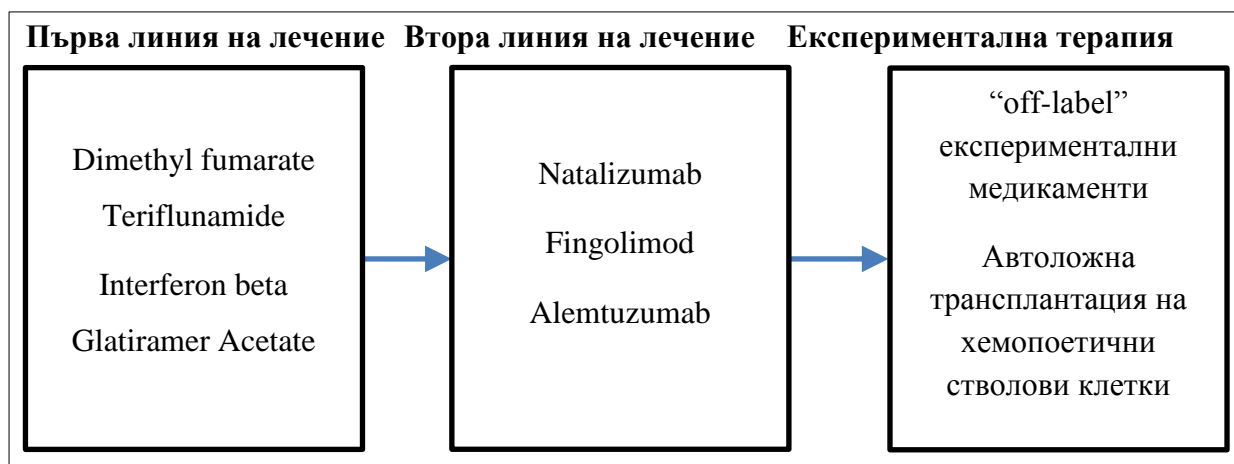 Първа линия на лечение
Втора линия на лечение
Експериментална терапия
Dimethyl fumarate
Teriflunamide
Interferon beta
Glatiramer Acetate
Natalizumab
Fingolimod
Alemtuzumab
“off-label”
експериментални
медикаменти
Автоложна
трансплантация на
хемопоетични
стволови клетки